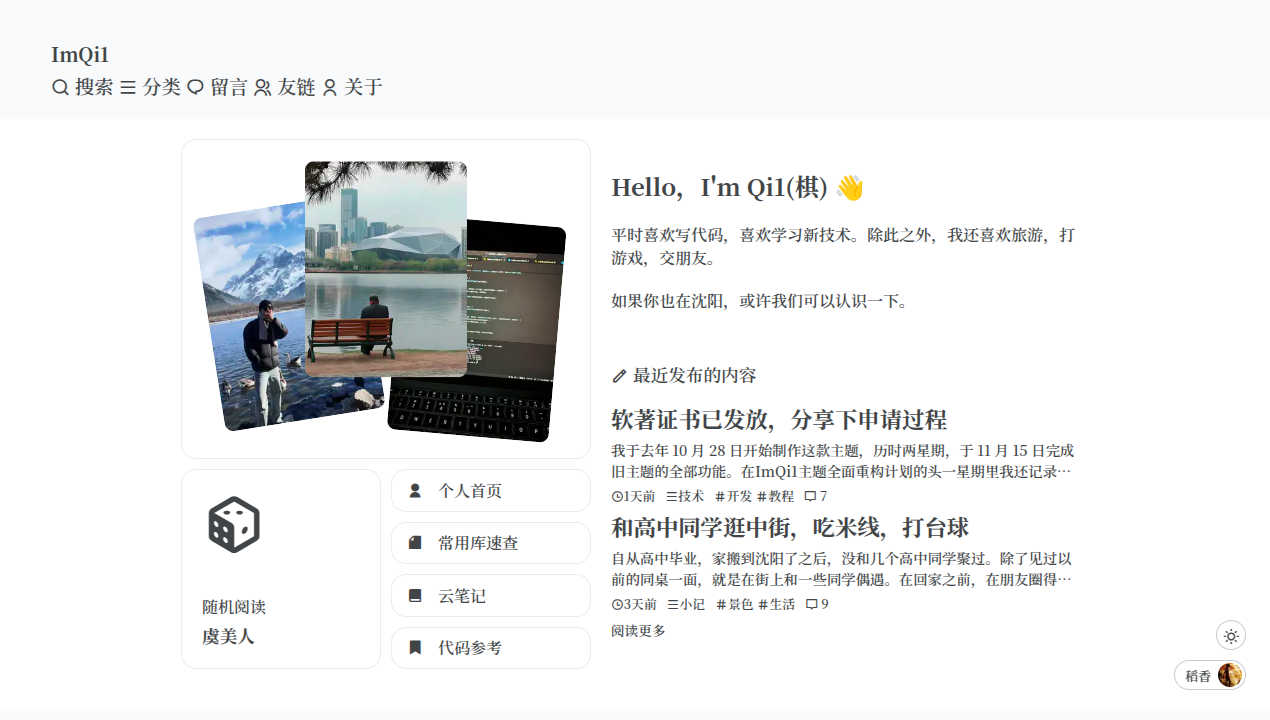 ImQi1
搜索 分类 留言 友链 关于
Hello，I'm Qi1(棋) 👋
平时喜欢写代码，喜欢学习新技术。除此之外，我还喜欢旅游，打
游戏，交朋友。
如果你也在沈阳，或许我们可以认识一下。
最近发布的内容
软著证书已发放，分享下申请过程
我于去年 10 月 28 日开始制作这款主题，历时两星期，于 11 月 15 日完成
旧主题的全部功能。在ImQi1主题全面重构计划的头一星期里我还记录…
1天前 技术 #开发 #教程 7
和高中同学逛中街，吃米线，打台球
自从高中毕业，家搬到沈阳了之后，没和几个高中同学聚过。除了见过以
前的同桌一面，就是在街上和一些同学偶遇。在回家之前，在朋友圈得…
3天前 小记 #景色 #生活 9
阅读更多
随机阅读
虞美人
个人首页
常用库速查
云笔记
代码参考
稻香